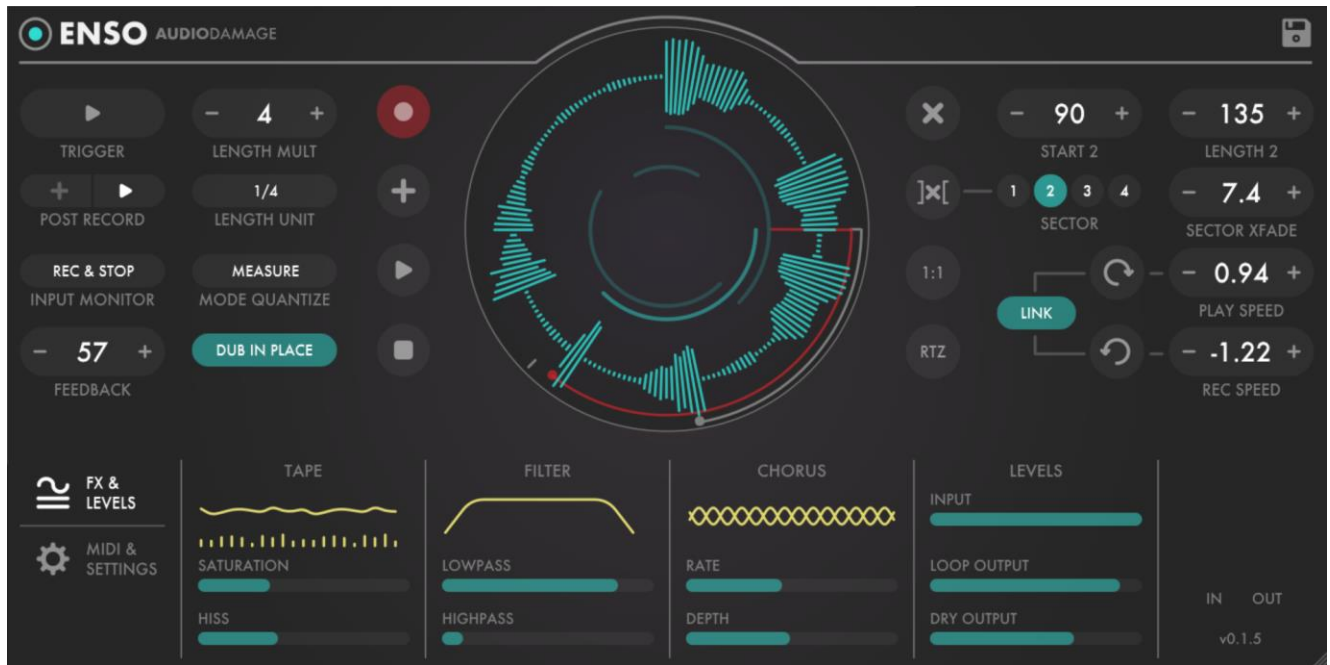 ENSO AUDIODAMAGE
TRIGGER
- 4 +
LENGTH MULT
POST RECORD
1/4
LENGTH UNIT
REC & STOP
INPUT MONITOR
MEASURE
MODE QUANTIZE
- 57 +
FEEDBACK
DUB IN PLACE
- 90 +
START 2
- 135 +
LENGTH 2
]x[
1 2 3 4
SECTOR
- 7.4 +
SECTOR XFADE
1:1
- 0.94 +
PLAY SPEED
LINK
RTZ
- -1.22 +
REC SPEED
FX &
LEVELS
MIDI &
SETTINGS
TAPE
SATURATION
HISS
FILTER
LOWPASS
HIGHPASS
CHORUS
RATE
DEPTH
LEVELS
INPUT
LOOP OUTPUT
DRY OUTPUT
IN OUT
v0.1.5